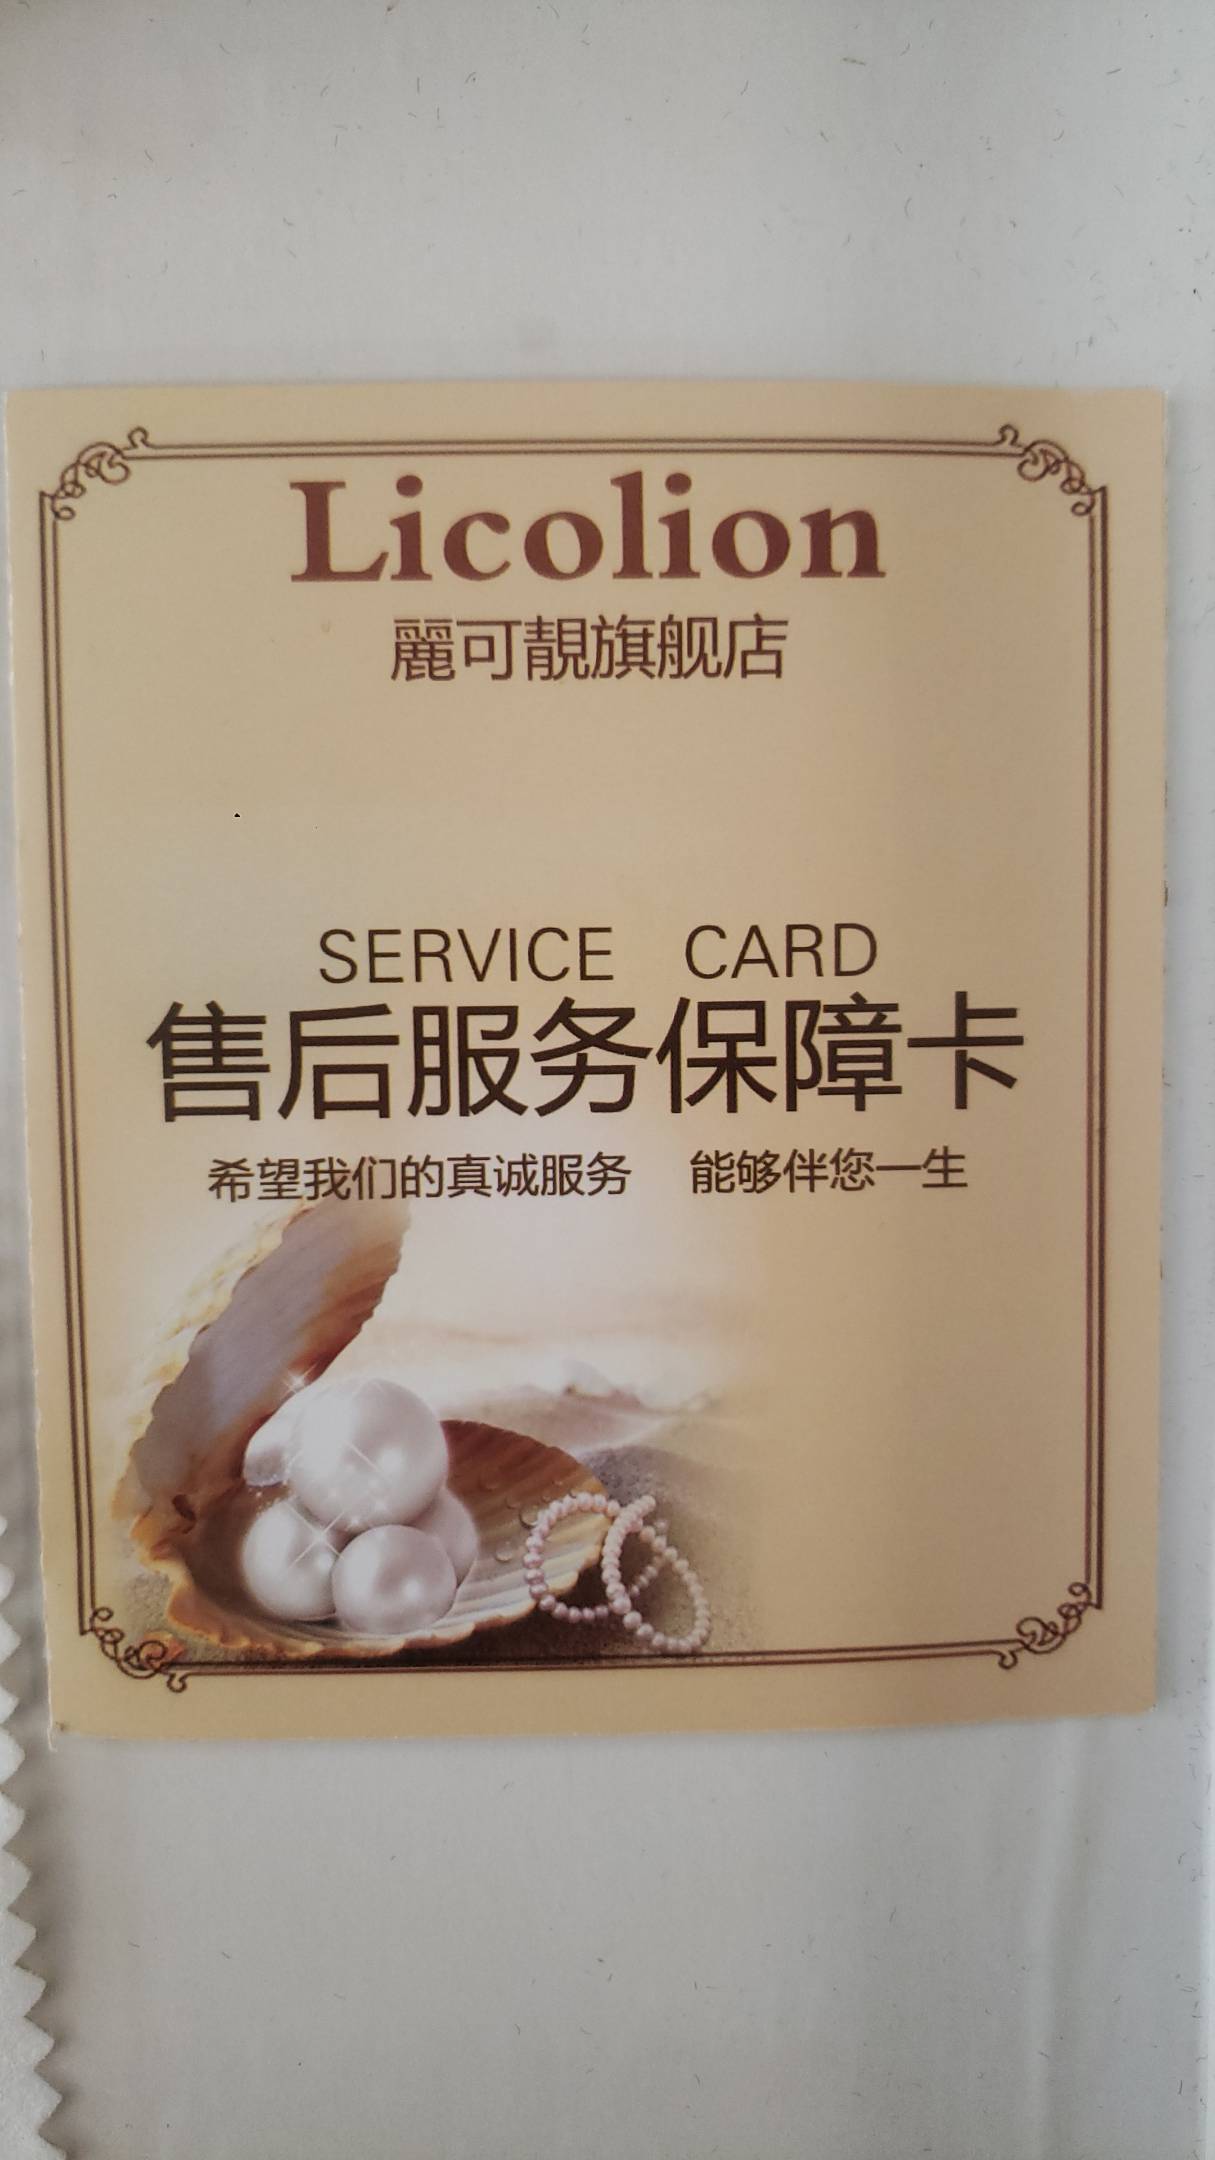 Licolion
麗可靚旗舰店
SERVICE CARD
售后服务保障卡
希望我们的真诚服务 能够伴您一生